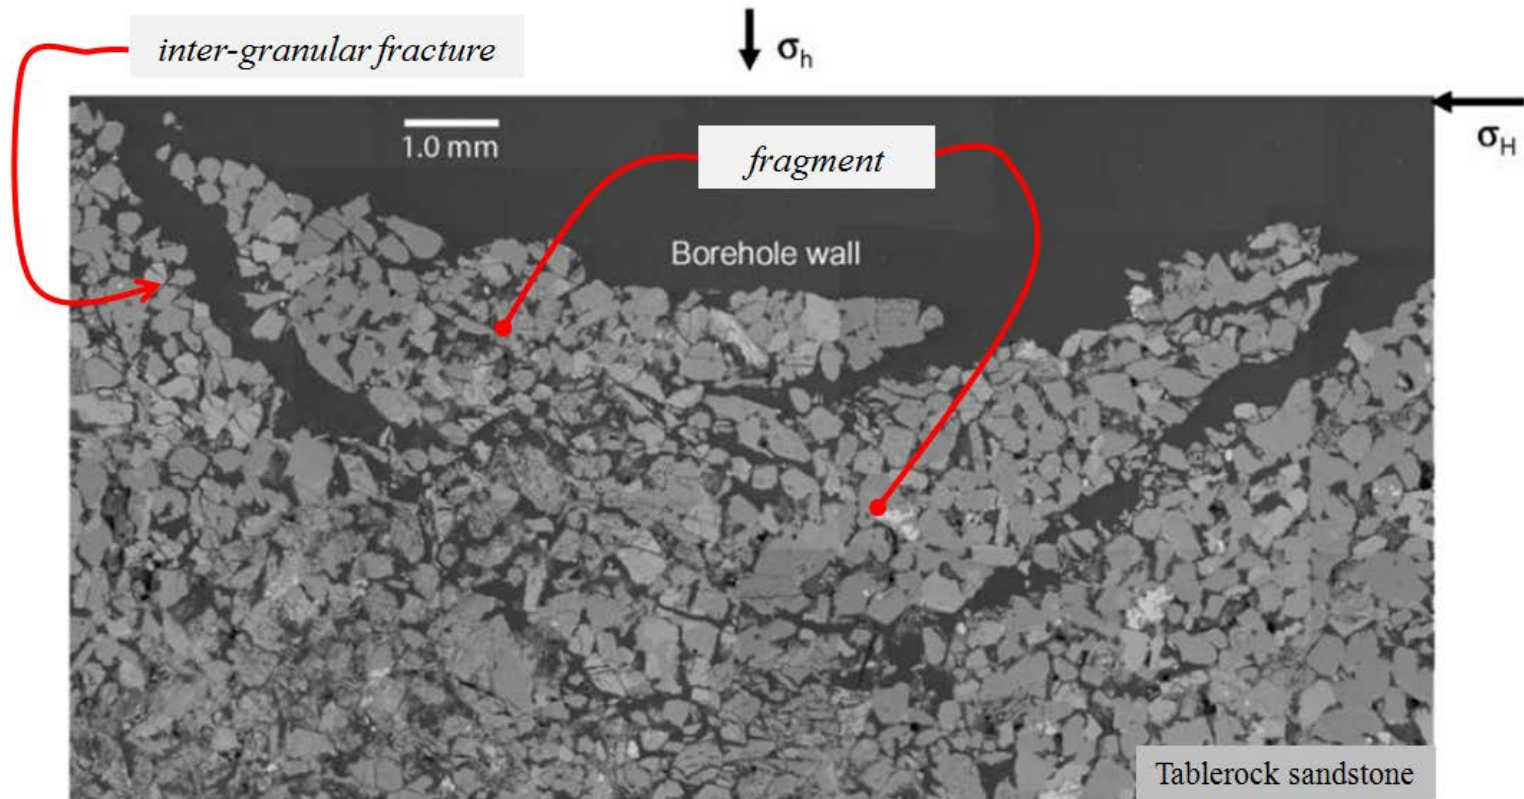 inter-granular fracture
σh
σH
1.0 mm
fragment
Borehole wall
Tablerock sandstone